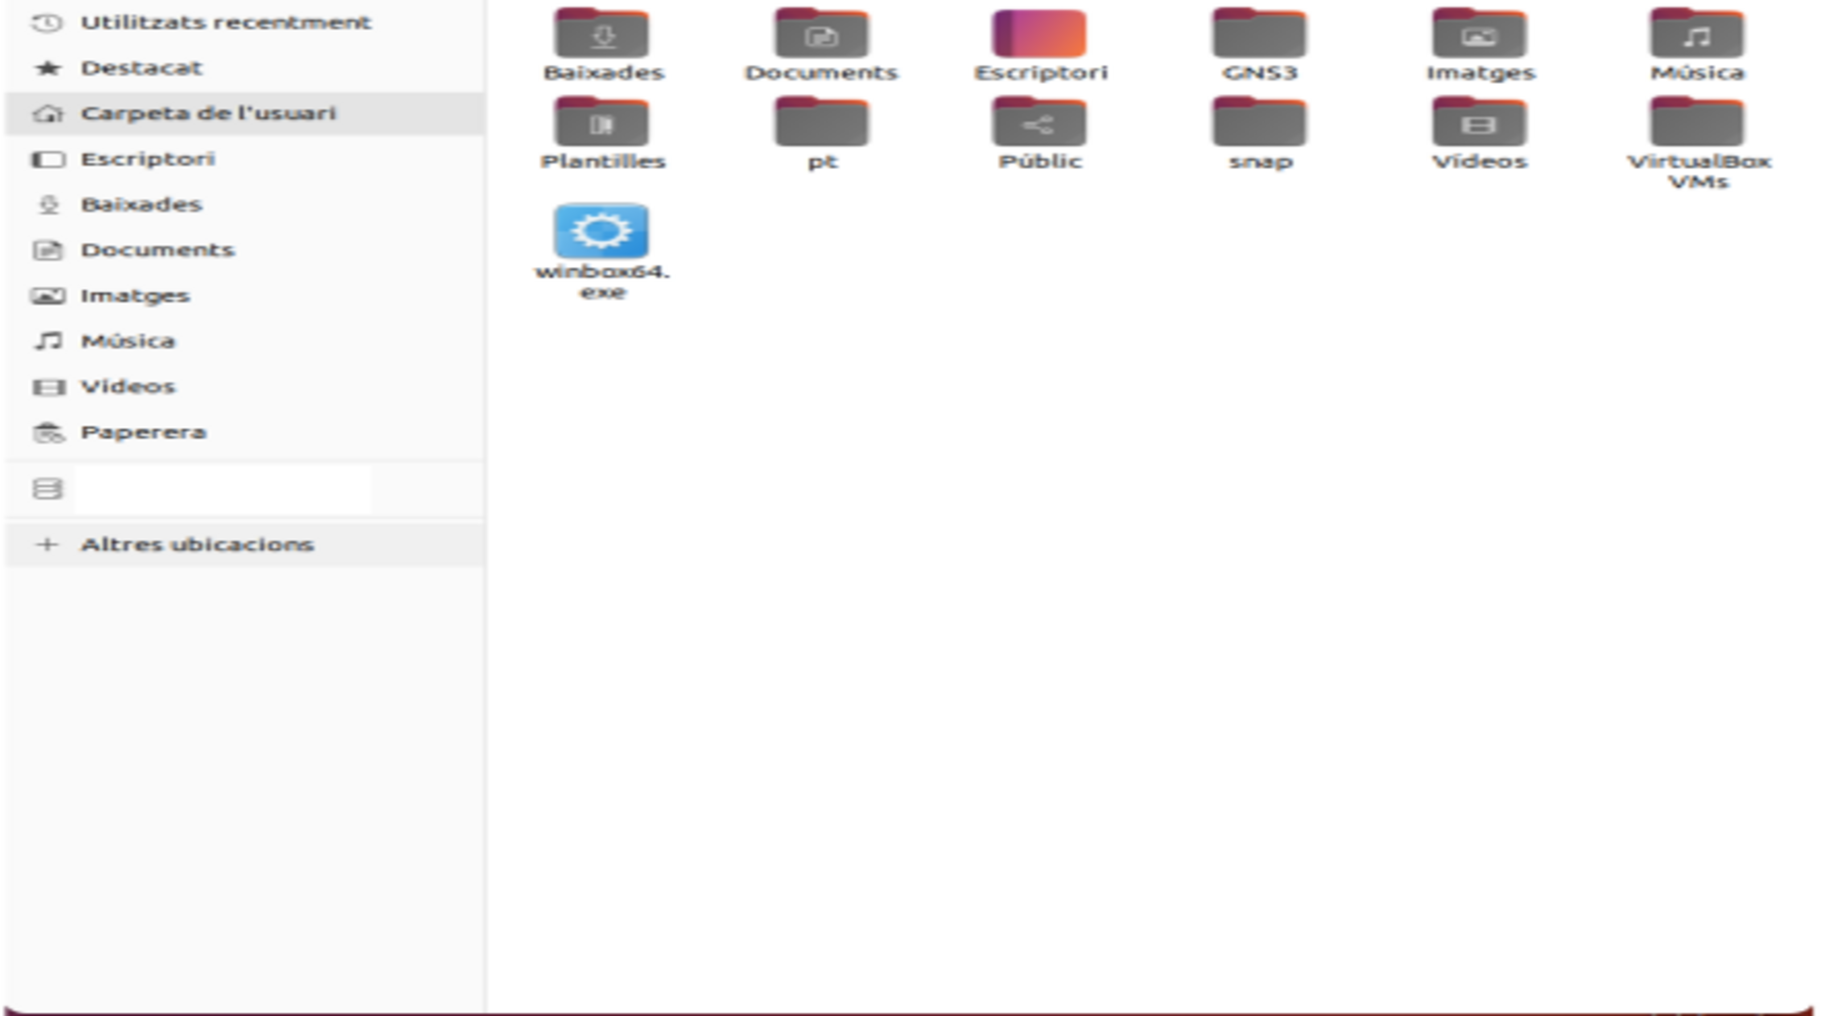 Utilitzats recentment
Destacat
Carpeta de l'usuari
Escriptori
Baixades
Documents
Imatges
Música
Vídeos
Paperera
Altres ubicacions
Baixades Documents Escriptori GNS3 Imatges Música
Plantilles pt Públic snap Vídeos VirtualBox
VMs
winbox64.
exe